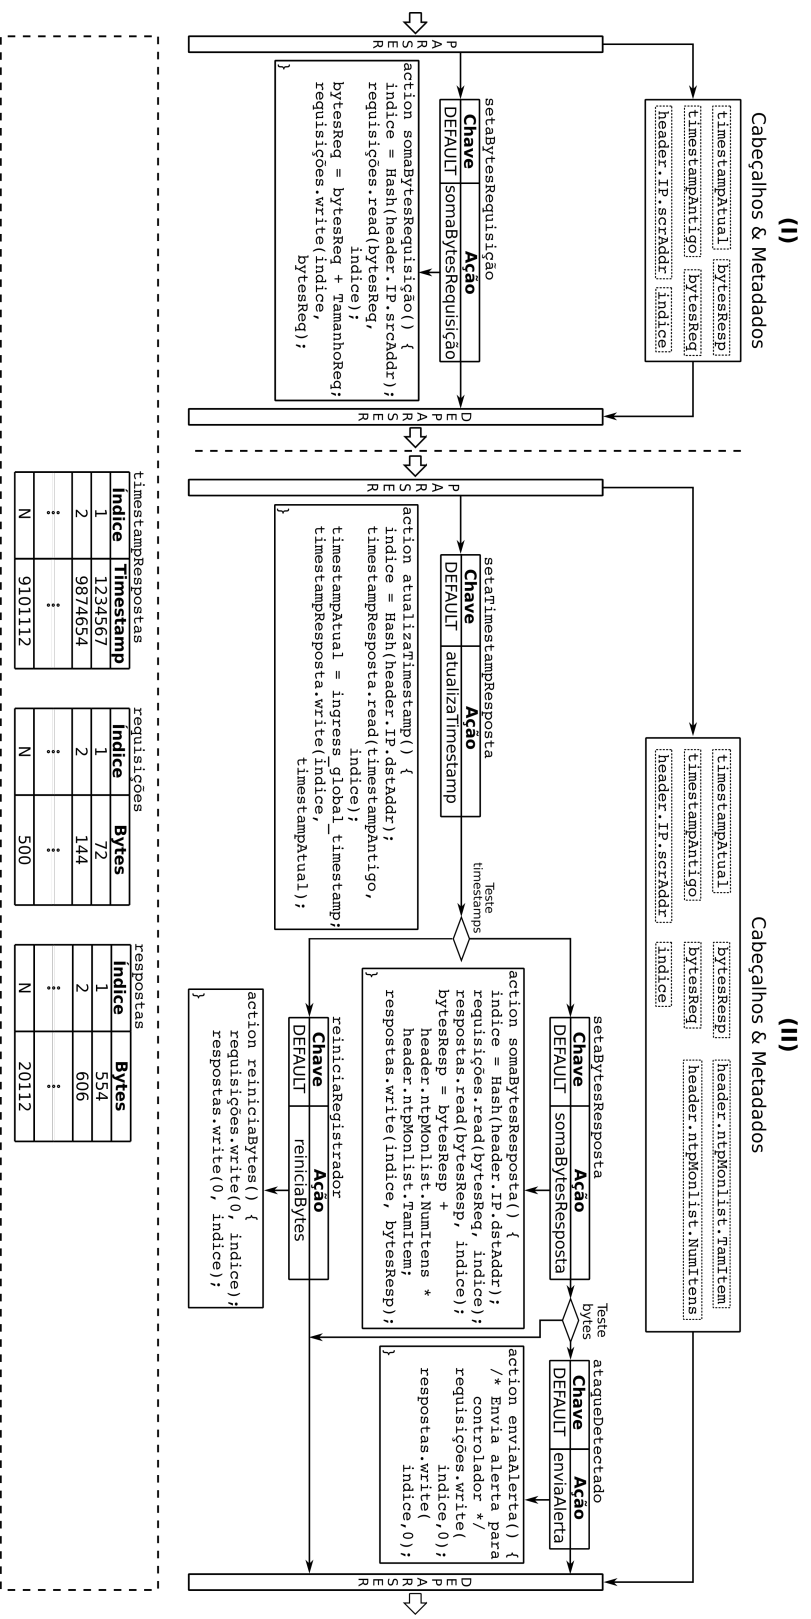 (I)
Cabeçalhos & Metadados
timestampAtual bytesResp
timestampAntigo bytesReq
header.IP.scrAddr indice
PARSER
setaBytesRequisição
Chave Ação
DEFAULT somaBytesRequisição
action somaBytesRequisição() {
indice = Hash(header.IP.srcAddr);
requisições.read(bytesReq,
indice);
bytesReq = bytesReq + TamanhoReq;
requisições.write(indice,
bytesReq);
}
DEPARSER
(II)
Cabeçalhos & Metadados
timestampAtual bytesResp header.ntpMonlist.TamItem
timestampAntigo bytesReq header.ntpMonlist.NumItens
header.IP.scrAddr indice
PARSER
setaTimestampResposta
Chave Ação
DEFAULT atualizaTimestamp
action atualizaTimestamp() {
indice = Hash(header.IP.dstAddr);
timestampResposta.read(timestampAntigo,
indice);
timestampAtual = ingress_global_timestamp;
timestampResposta.write(indice,
timestampAtual);
}
Teste
timestamps
setaBytesResposta
Chave Ação
DEFAULT somaBytesResposta
action somaBytesResposta() {
indice = Hash(header.IP.dstAddr);
requisições.read(bytesReq, indice);
respostas.read(bytesResp, indice);
bytesResp = bytesResp +
header.ntpMonlist.NumItens *
header.ntpMonlist.TamItem;
respostas.write(indice, bytesResp);
}
reiniciaRegistrador
Chave Ação
DEFAULT reiniciaBytes
action reiniciaBytes() {
requisições.write(0, indice);
respostas.write(0, indice);
}
Teste
bytes
ataqueDetectado
Chave Ação
DEFAULT enviaAlerta
action enviaAlerta() {
/* Envia alerta para
controlador */
requisições.write(
indice,0);
respostas.write(
indice,0);
}
DEPARSER
timestampRespostas
Índice Timestamp
1 1234567
2 9874654
... ...
N 9101112
requisições
Índice Bytes
1 72
2 144
... ...
N 500
respostas
Índice Bytes
1 554
2 606
... ...
N 20112